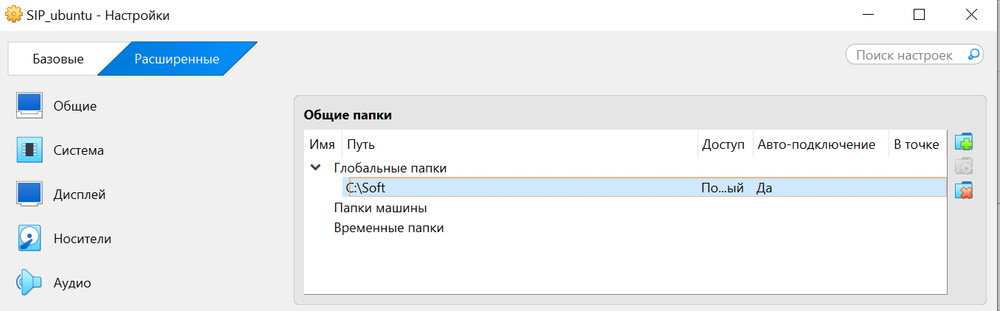 SIP_ubuntu - Настройки
Базовые Расширенные Поиск настроек
Общие
Система
Дисплей
Носители
Аудио
Общие папки
Имя Путь Доступ Авто-подключение В точке
Глобальные папки
C:\Soft По...ый Да
Папки машины
Временные папки